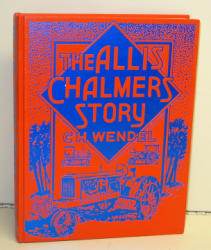 THE ALLIS
CHALMERS
STORY
C.H. WENDEL